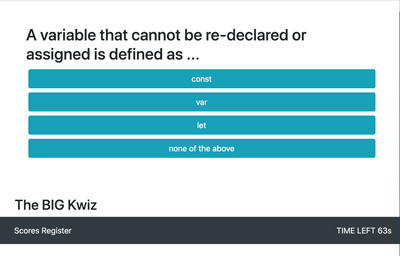 A variable that cannot be re-declared or
assigned is defined as ...
const
var
let
none of the above
The BIG Kwiz
Scores Register TIME LEFT 63s